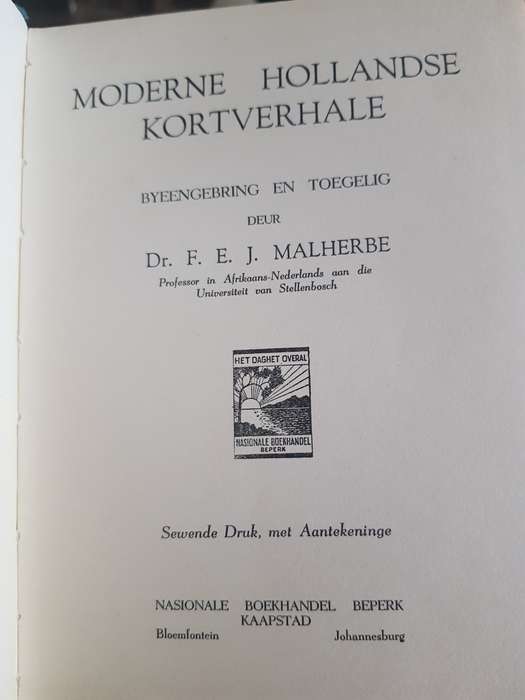 MODERNE HOLLANDSE
KORTVERHALE
BYEENGEBRING EN TOEGELIG
DEUR
Dr. F. E. J. MALHERBE
Professor in Afrikaans-Nederlands aan die
Universiteit van Stellenbosch
HET DAGHET OVERAL
NASIONALE BOEKHANDEL
BEPERK
Sewende Druk, met Aantekeninge
NASIONALE BOEKHANDEL BEPERK
KAAPSTAD
Bloemfontein Johannesburg